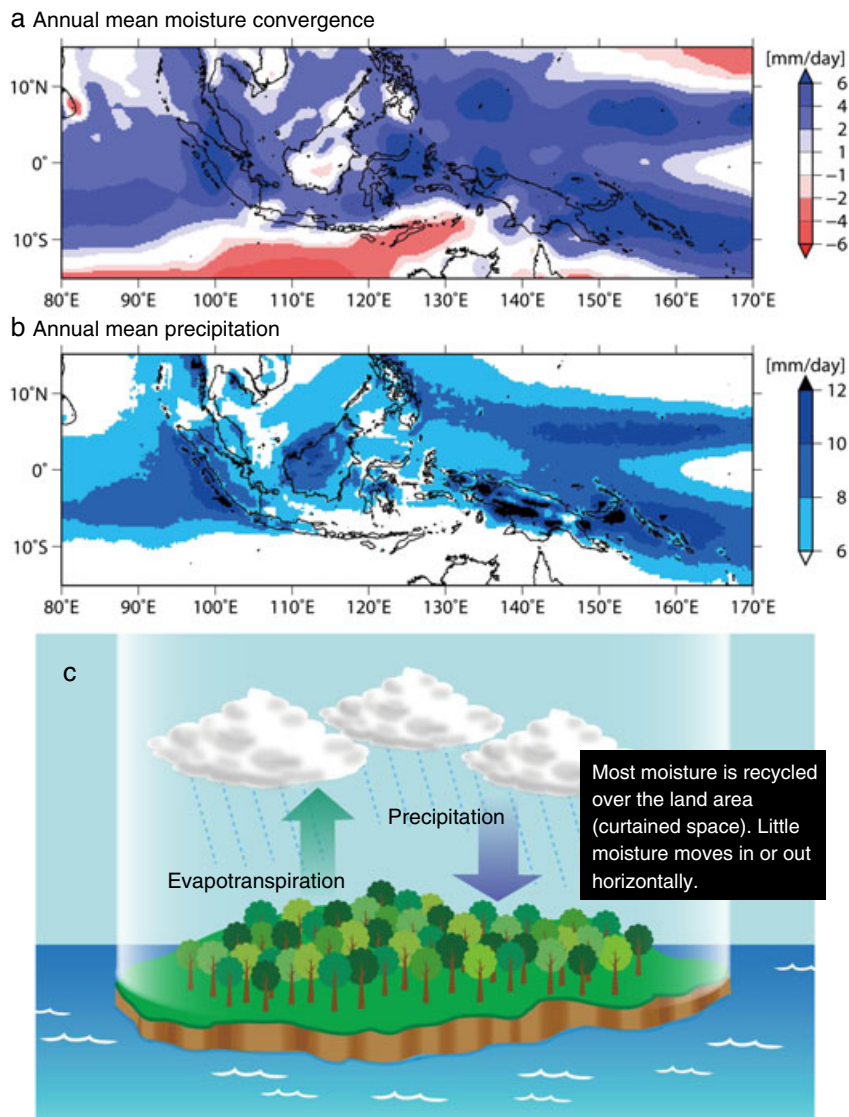 a Annual mean moisture convergence
[mm/day]
10°N
0°
10°S
6
4
2
1
−1
−2
−4
−6
80°E 90°E 100°E 110°E 120°E 130°E 140°E 150°E 160°E 170°E
b Annual mean precipitation
[mm/day]
10°N
0°
10°S
12
10
8
6
80°E 90°E 100°E 110°E 120°E 130°E 140°E 150°E 160°E 170°E
c
Precipitation
Evapotranspiration
Most moisture is recycled
over the land area
(curtained space). Little
moisture moves in or out
horizontally.